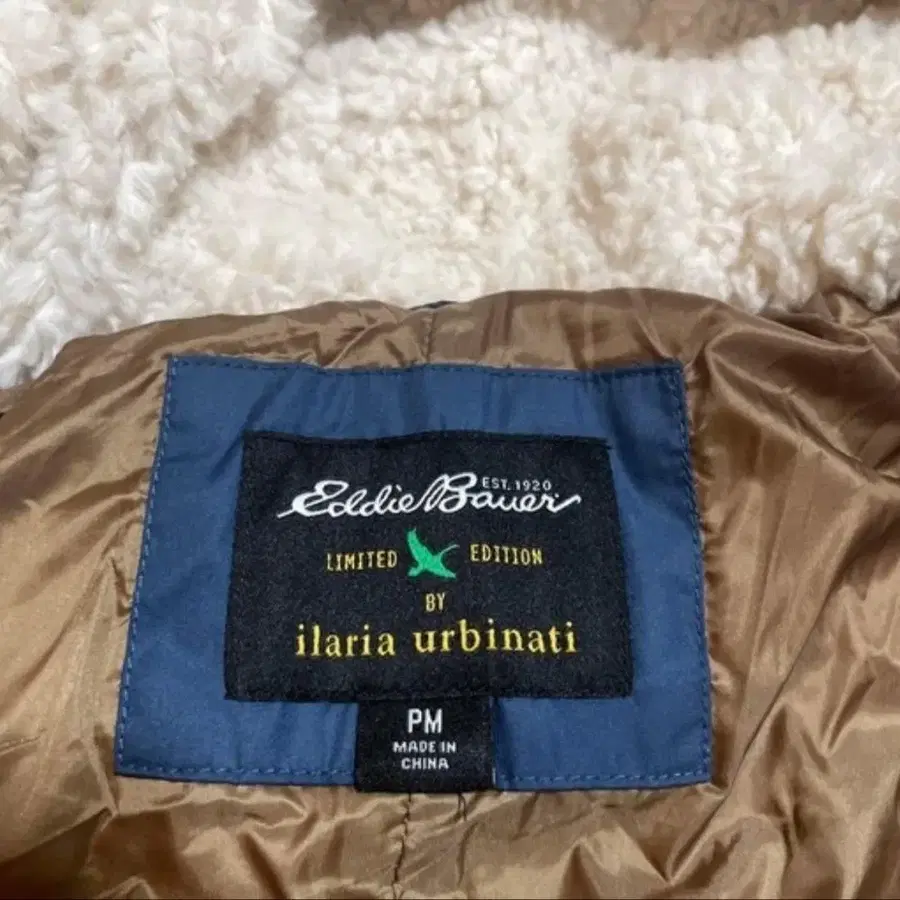 Eddie Bauer
EST. 1920
LIMITED EDITION
BY
ilaria urbinati
PM
MADE IN
CHINA